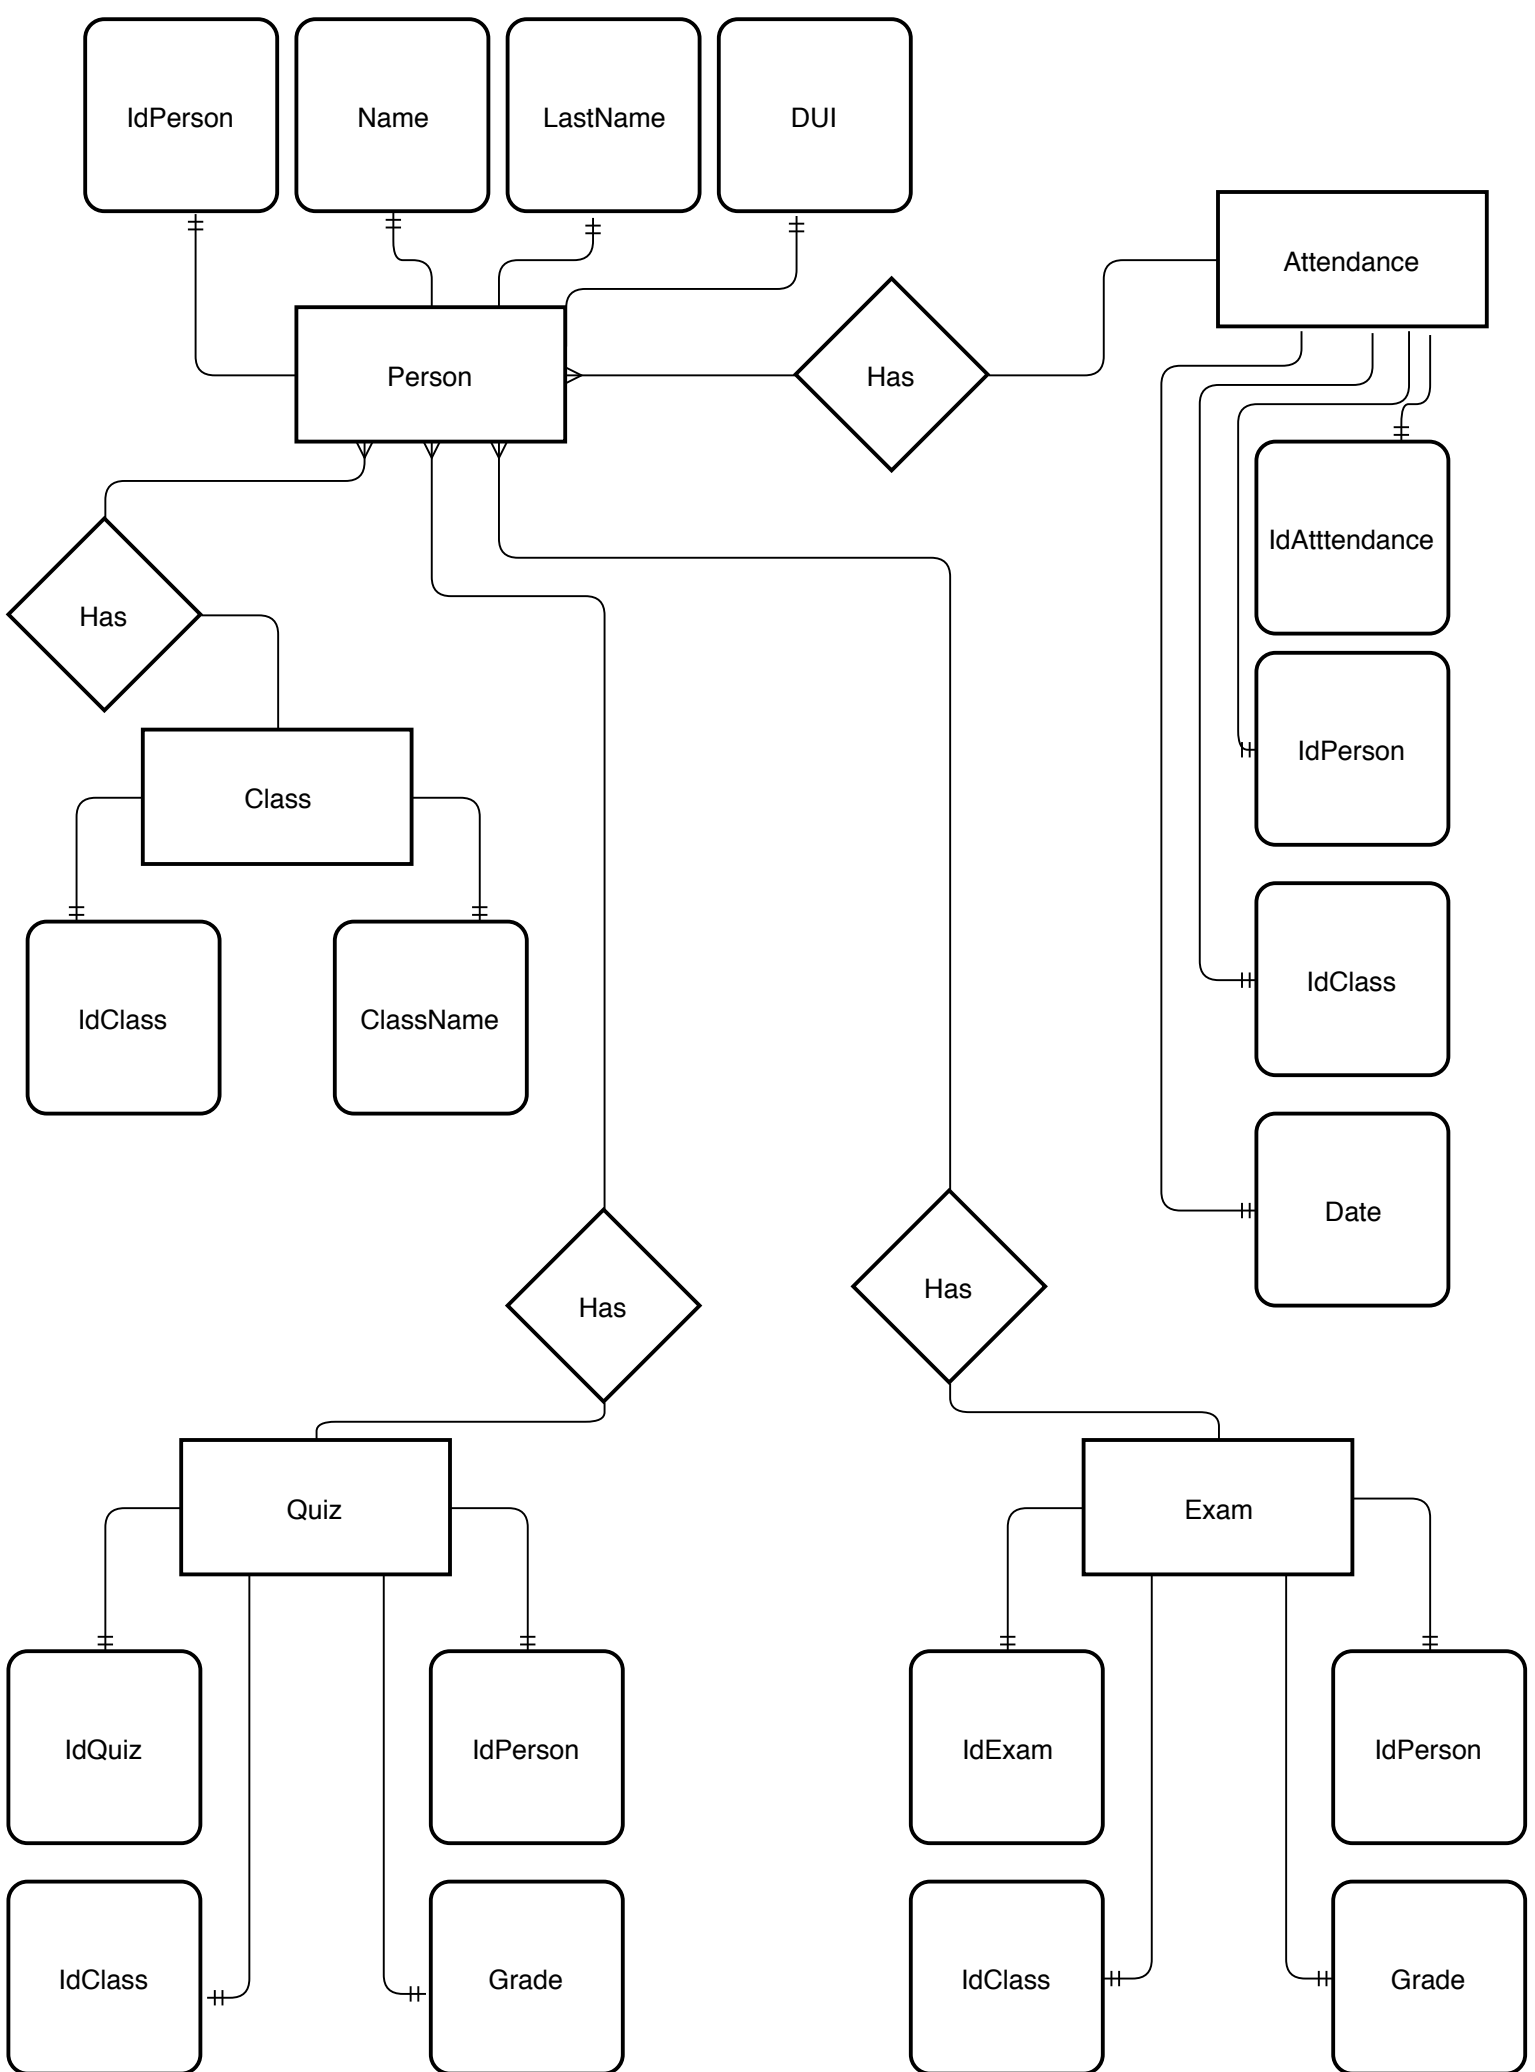 IdPerson
Name
LastName
DUI
Attendance
Person
Has
IdAtttendance
Has
IdPerson
Class
IdClass
IdClass
ClassName
Date
Has
Has
Quiz
Exam
IdQuiz
IdPerson
IdExam
IdPerson
IdClass
Grade
IdClass
Grade